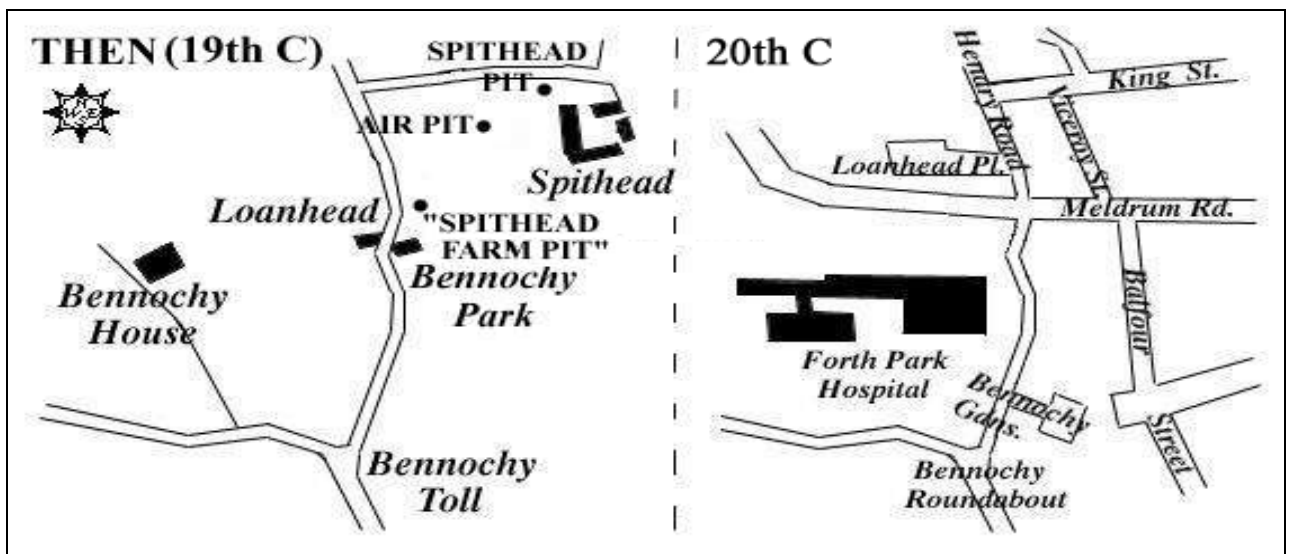 THEN (19th C)
N
W E
S
SPITHEAD
PIT
AIR PIT
Spithead
Loanhead
"SPITHEAD
FARM PIT"
Bennochy
House
Bennochy
Park
Bennochy
Toll
20th C
Hendry Road
King St.
Viceroy St.
Loanhead Pl.
Meldrum Rd.
Balfour
Street
Forth Park
Hospital
Bennochy
Gans.
Bennochy
Roundabout